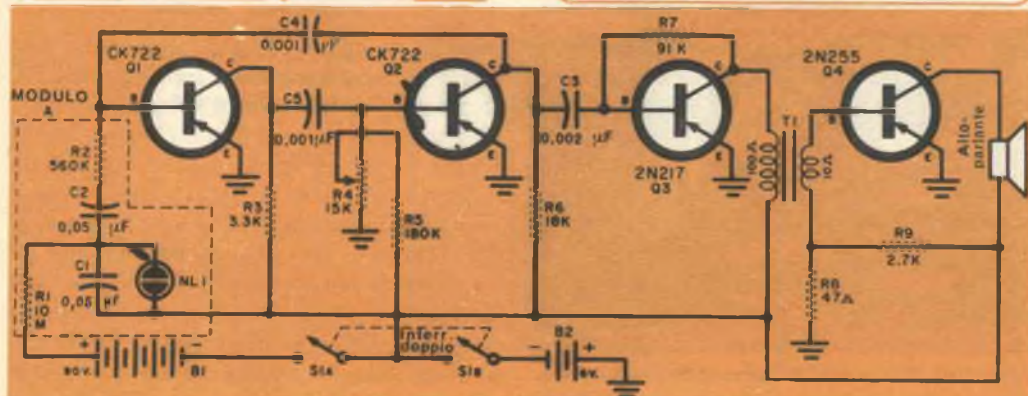 C4
0.001 µF
CK722
Q1
C
B
E
MODULO
A
R2
560K
C2
0,05 µF
C1
0,05 µF
NL1
R1
10
M
+
90V.
-
B1
C5
0,001µF
R3
3.3K
CK722
Q2
B
C
E
R4
15K
R5
180K
R6
18K
C3
0,002 µF
R7
91 K
B
C
E
2N217
Q3
100Ω
T1
10Ω
2N255
Q4
C
B
E
Alto-
parlante
R9
2.7K
47Ω
Interr.
doppio
S1A
S1B
B2
-
+
6V.